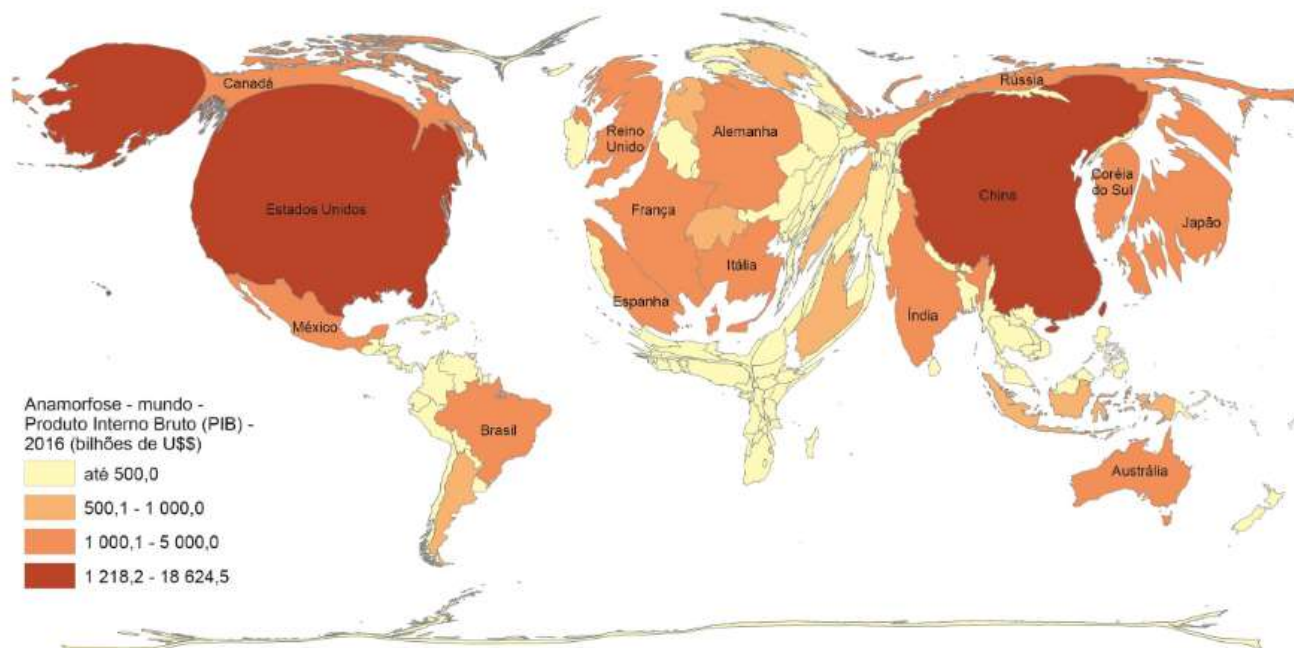 Canadá
Rússia
Reino
Unido
Alemanha
Coréia
do Sul
China
Estados Unidos
França
Japão
Itália
Espanha
Índia
México
Anamorfose - mundo -
Produto Interno Bruto (PIB) -
2016 (bilhões de U$$)
até 500,0
500,1 - 1 000,0
1 000,1 - 5 000,0
1 218,2 - 18 624,5
Brasil
Austrália